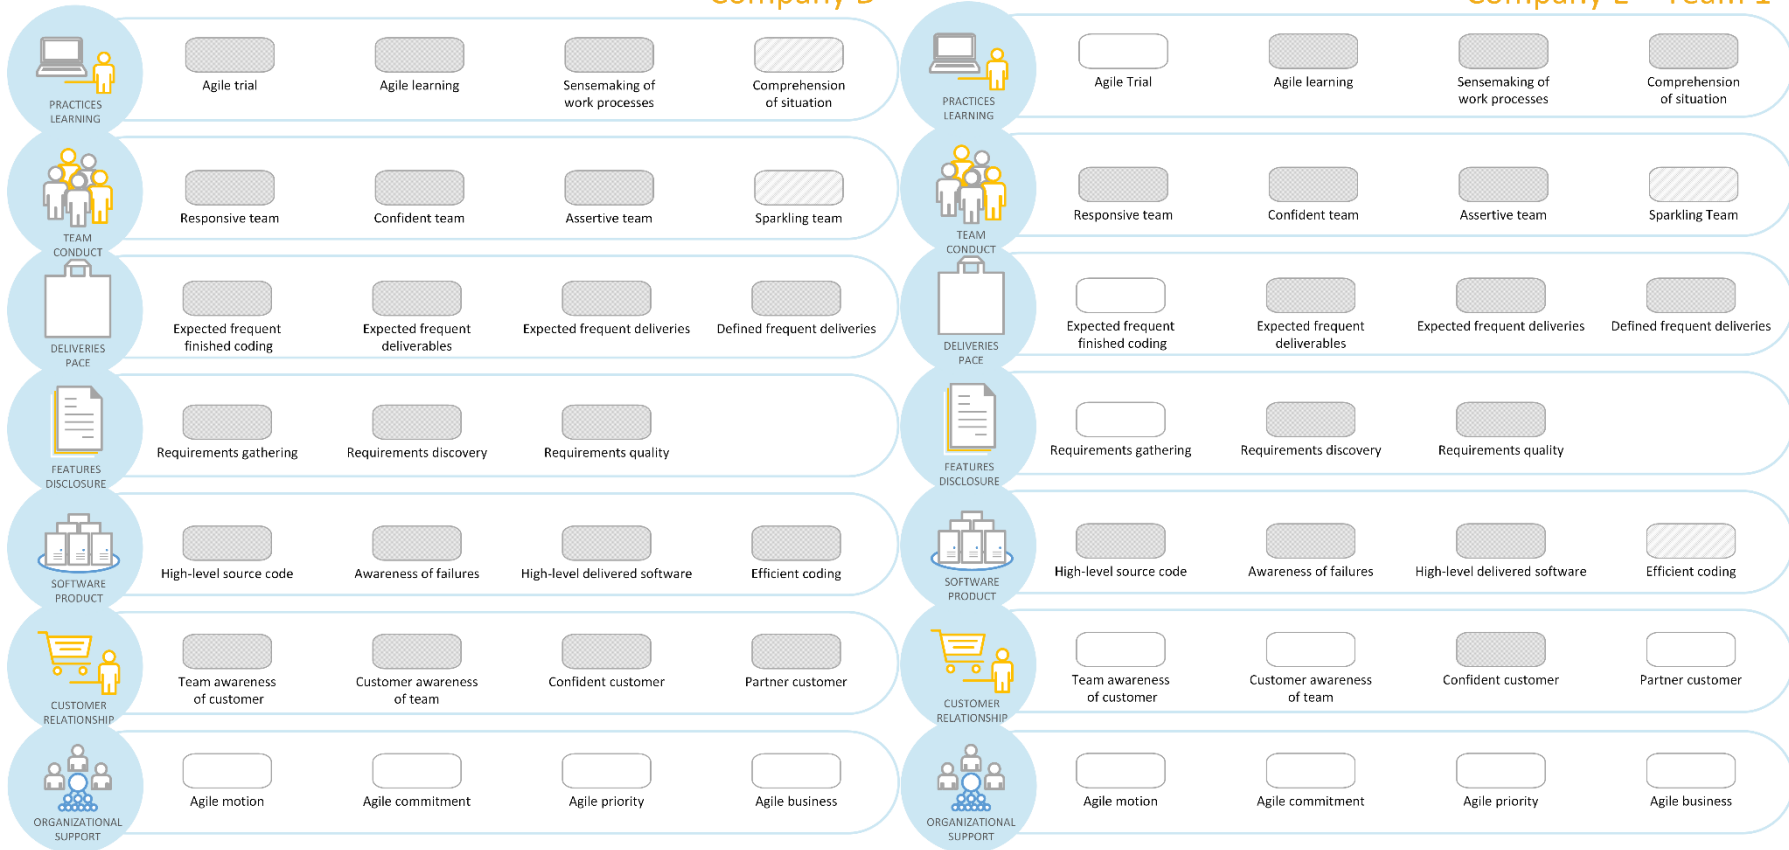 Company D
PRACTICES
LEARNING
Agile trial
Agile learning
Sensemaking of
work processes
Comprehension
of situation
TEAM
CONDUCT
Responsive team
Confident team
Assertive team
Sparkling team
DELIVERIES
PACE
Expected frequent
finished coding
Expected frequent
deliverables
Expected frequent deliveries
Defined frequent deliveries
FEATURES
DISCLOSURE
Requirements gathering
Requirements discovery
Requirements quality
SOFTWARE
PRODUCT
High-level source code
Awareness of failures
High-level delivered software
Efficient coding
CUSTOMER
RELATIONSHIP
Team awareness
of customer
Customer awareness
of team
Confident customer
Partner customer
ORGANIZATIONAL
SUPPORT
Agile motion
Agile commitment
Agile priority
Agile business
Company E – Team 1
PRACTICES
LEARNING
Agile Trial
Agile learning
Sensemaking of
work processes
Comprehension
of situation
TEAM
CONDUCT
Responsive team
Confident team
Assertive team
Sparkling Team
DELIVERIES
PACE
Expected frequent
finished coding
Expected frequent
deliverables
Expected frequent deliveries
Defined frequent deliveries
FEATURES
DISCLOSURE
Requirements gathering
Requirements discovery
Requirements quality
SOFTWARE
PRODUCT
High-level source code
Awareness of failures
High-level delivered software
Efficient coding
CUSTOMER
RELATIONSHIP
Team awareness
of customer
Customer awareness
of team
Confident customer
Partner customer
ORGANIZATIONAL
SUPPORT
Agile motion
Agile commitment
Agile priority
Agile business